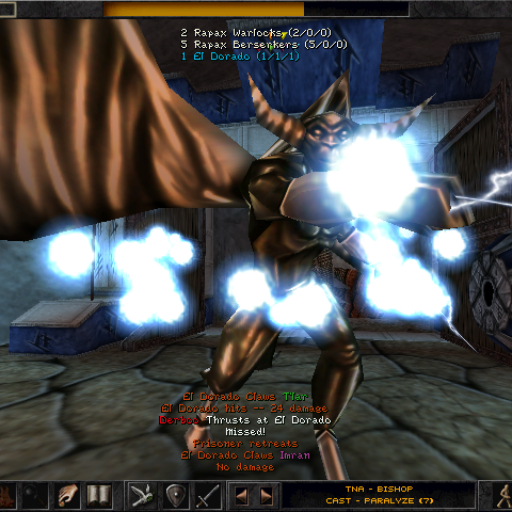 2 Rapax Warlocks (2/0/0)
5 Rapax Berserkers (5/0/0)
1 El Dorado (1/1/1)
El Dorado Claws Tfar
El Dorado hits -- 24 damage
Derboo Thrusts at El Dorado
Missed!
Prisoner retreats
El Dorado Claws Imran
No damage
TNA - BISHOP
CAST - PARALYZE (7)